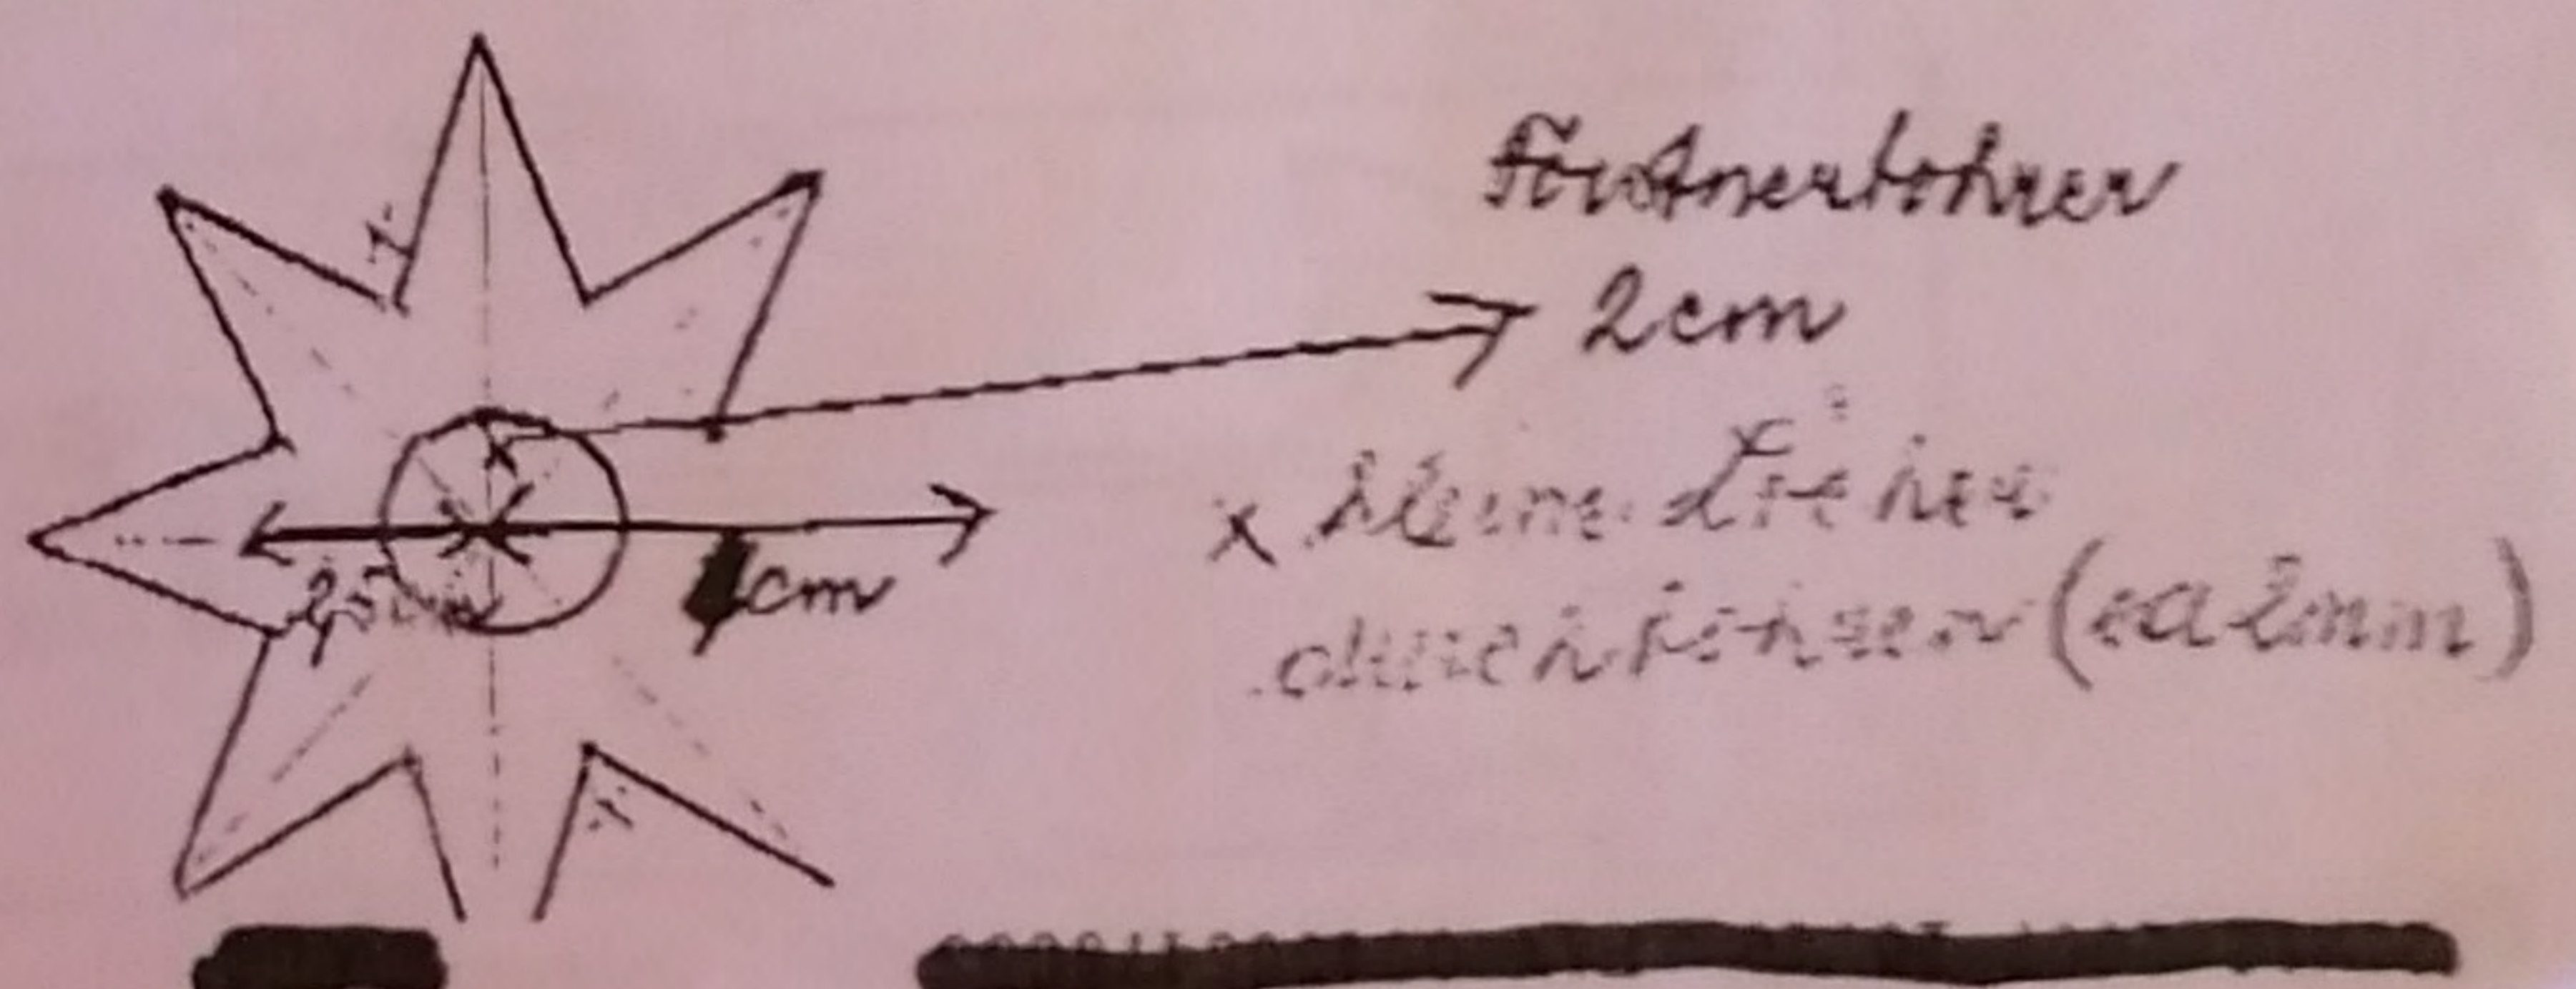 Forstnerbohrer
2cm
x kleine Löcher
durchbohren (ca 2mm)
cm